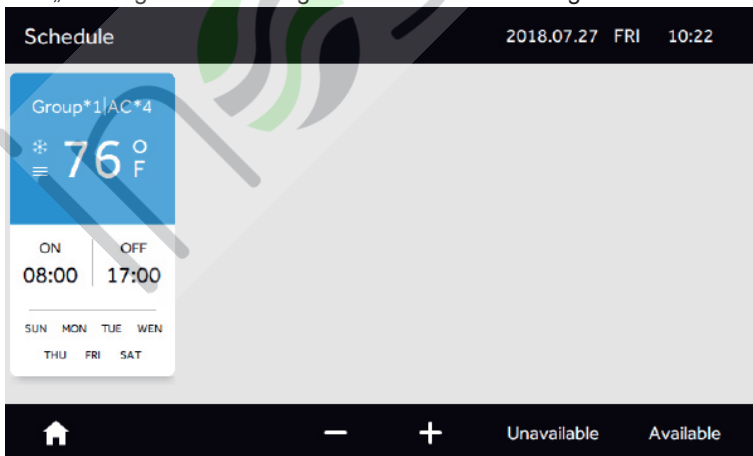 Schedule 2018.07.27 FRI 10:22
Group*1|AC*4
76 °F
ON OFF
08:00 17:00
SUN MON TUE WEN
THU FRI SAT
Unavailable Available